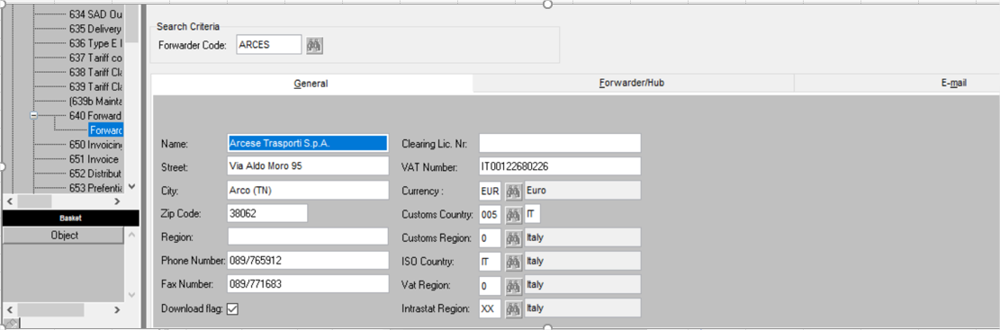 634 SAD Ou
635 Delivery
636 Type E I
637 Tariff co
638 Tariff Cla
639 Tariff Cla
(639b Mainta
640 Forward
Forward
650 Invoicing
651 Invoice
652 Distribut
653 Prefentia
Basket
Object
Search Criteria
Forwarder Code: ARCES
General Forwarder/Hub E-mail
Name: Arcese Trasporti S.p.A. Clearing Lic. Nr:
Street: Via Aldo Moro 95 VAT Number: IT00122680226
City: Arco (TN) Currency : EUR Euro
Zip Code: 38062 Customs Country: 005 IT
Region: Customs Region: 0 Italy
Phone Number: 089/765912 ISO Country: IT Italy
Fax Number: 089/771683 Vat Region: 0 Italy
Download flag: Intrastat Region: XX Italy